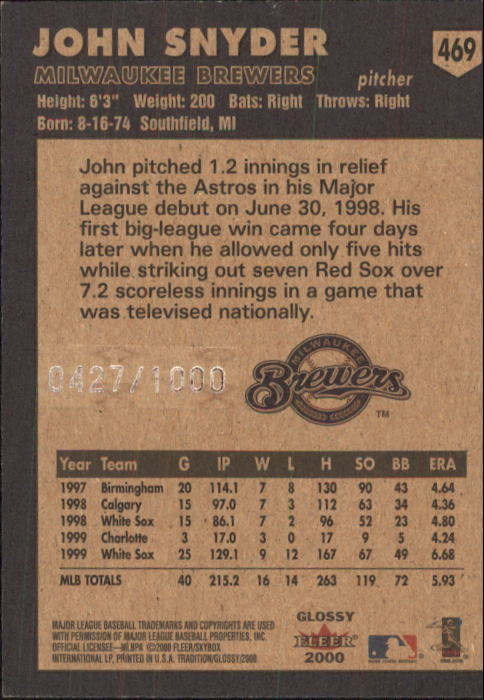 JOHN SNYDER
469
MILWAUKEE BREWERS
pitcher
Height: 6'3" Weight: 200 Bats: Right Throws: Right
Born: 8-16-74 Southfield, MI
John pitched 1.2 innings in relief
against the Astros in his Major
League debut on June 30, 1998. His
first big-league win came four days
later when he allowed only five hits
while striking out seven Red Sox over
7.2 scoreless innings in a game that
was televised nationally.
0427/1000
MILWAUKEE
Brewers
TM
Year Team G IP W L H SO BB ERA
1997 Birmingham 20 114.1 7 8 130 90 43 4.64
1998 Calgary 15 97.0 7 3 112 63 34 4.36
1998 White Sox 15 86.1 7 2 96 52 23 4.80
1999 Charlotte 3 17.0 3 0 17 9 5 4.24
1999 White Sox 25 129.1 9 12 167 67 49 6.68
MLB TOTALS 40 215.2 16 14 263 119 72 5.93
MAJOR LEAGUE BASEBALL TRADEMARKS AND COPYRIGHTS ARE USED
WITH PERMISSION OF MAJOR LEAGUE BASEBALL PROPERTIES, INC.
OFFICIAL LICENSEE—MLBPA ©2000 FLEER/SKYBOX
INTERNATIONAL LP, PRINTED IN U.S.A. TRADITION/GLOSSY/2000
GLOSSY
FLEER
2000